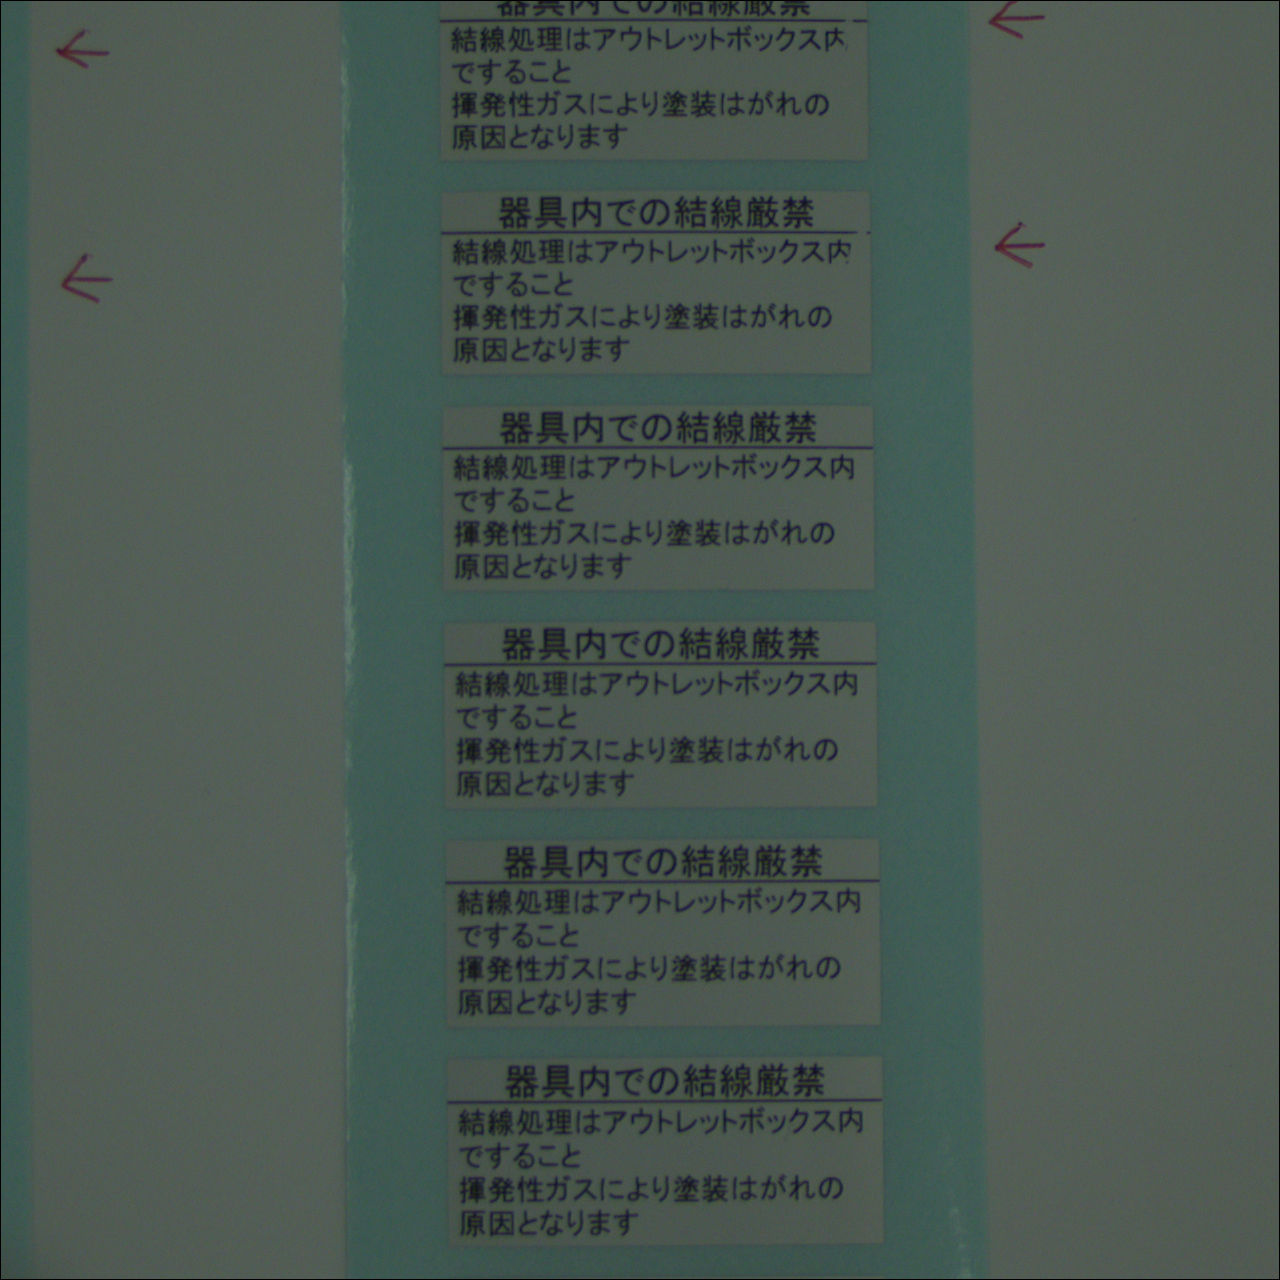 器具内での結線厳禁
結線処理はアウトレットボックス内
ですること
揮発性ガスにより塗装はがれの
原因となります
器具内での結線厳禁
結線処理はアウトレットボックス内
ですること
揮発性ガスにより塗装はがれの
原因となります
器具内での結線厳禁
結線処理はアウトレットボックス内
ですること
揮発性ガスにより塗装はがれの
原因となります
器具内での結線厳禁
結線処理はアウトレットボックス内
ですること
揮発性ガスにより塗装はがれの
原因となります
器具内での結線厳禁
結線処理はアウトレットボックス内
ですること
揮発性ガスにより塗装はがれの
原因となります
器具内での結線厳禁
結線処理はアウトレットボックス内
ですること
揮発性ガスにより塗装はがれの
原因となります